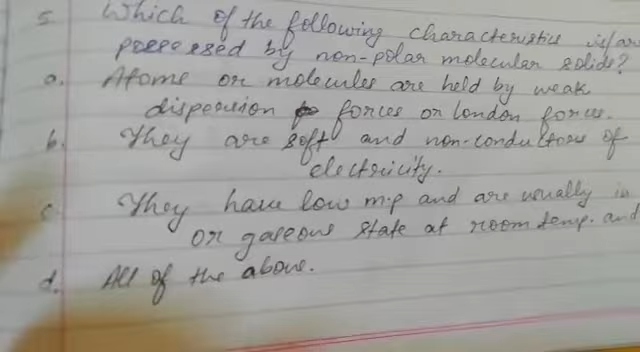 5. Which of the following characteristics is/are
possessed by non-polar molecular solids?
a. Atoms or molecules are held by weak
dispersion forces or london forces.
b. They are soft and non-conductors of
electricity.
c. They have low m.p and are usually in
or gaseous state at room temp. and
d. All of the above.